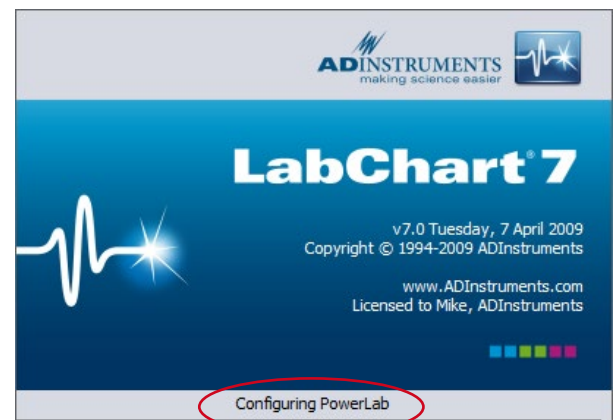 ADINSTRUMENTS
making science easier
LabChart® 7
v7.0 Tuesday, 7 April 2009
Copyright © 1994-2009 ADInstruments
www.ADInstruments.com
Licensed to Mike, ADInstruments
Configuring PowerLab